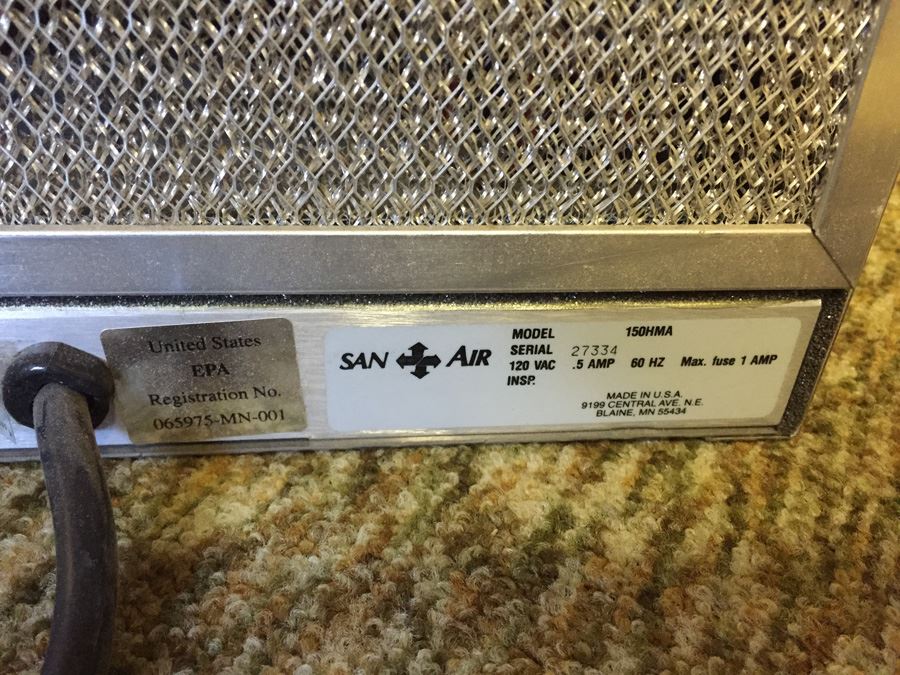 United States
EPA
Registration No.
065975-MN-001
SAN AIR
MODEL 150HMA
SERIAL 27334
120 VAC .5 AMP 60 HZ Max. fuse 1 AMP
INSP.
MADE IN U.S.A.
9199 CENTRAL AVE. N.E.
BLAINE, MN 55434